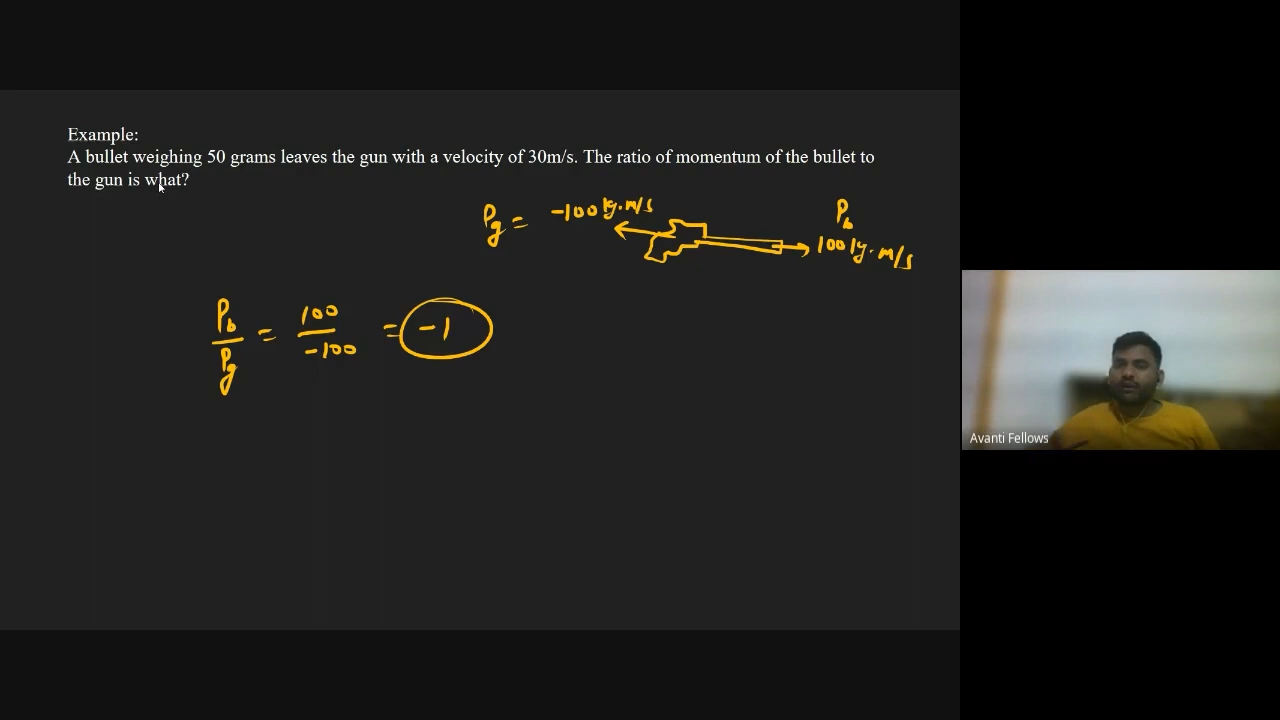 Example:
A bullet weighing 50 grams leaves the gun with a velocity of 30m/s. The ratio of momentum of the bullet to
the gun is what?
Pg = -100 kg.m/s
Pb
100 kg.m/s
Pb/Pg = 100/-100 = -1
Avanti Fellows